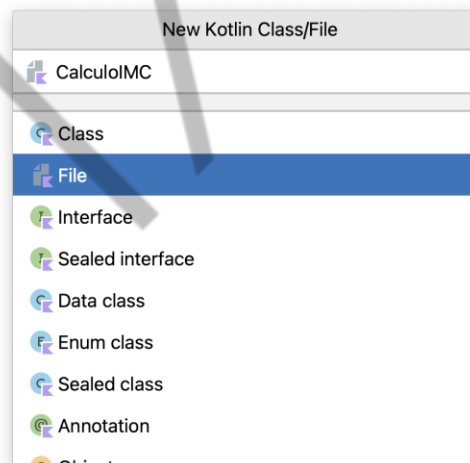 New Kotlin Class/File
CalculoIMC
Class
File
Interface
Sealed interface
Data class
Enum class
Sealed class
Annotation